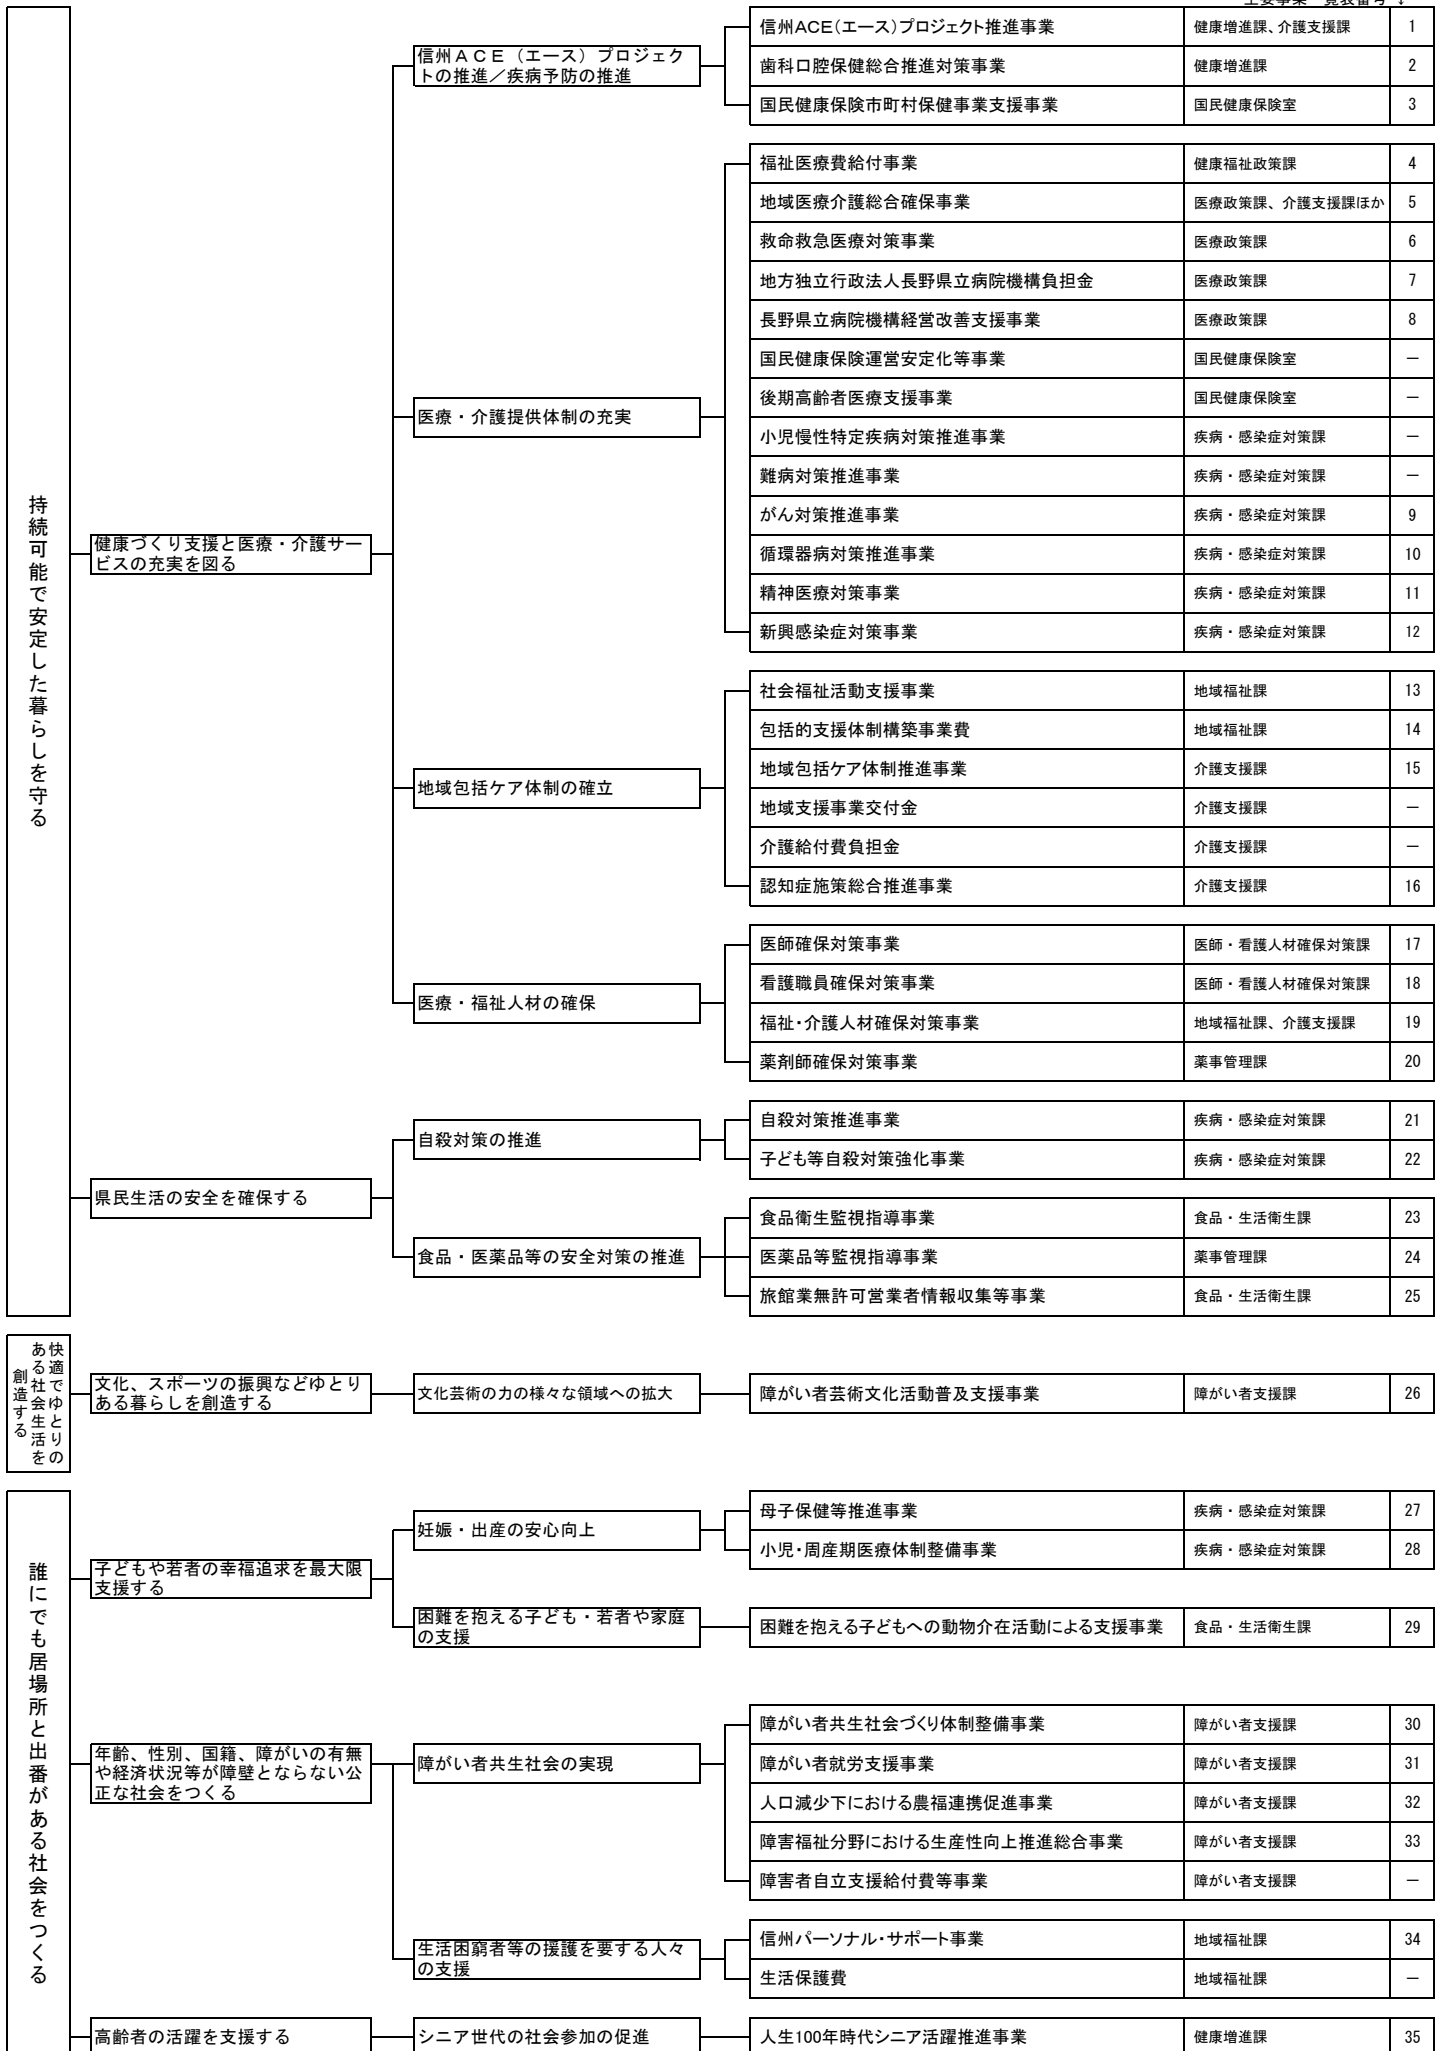 主要事業一覧表番号 ↓
持続可能で安定した暮らしを守る
健康づくり支援と医療・介護サー
ビスの充実を図る
信州ＡＣＥ（エース）プロジェク
トの推進／疾病予防の推進
信州ACE(エース)プロジェクト推進事業 健康増進課、介護支援課 1
歯科口腔保健総合推進対策事業 健康増進課 2
国民健康保険市町村保健事業支援事業 国民健康保険室 3
医療・介護提供体制の充実
福祉医療費給付事業 健康福祉政策課 4
地域医療介護総合確保事業 医療政策課、介護支援課ほか 5
救命救急医療対策事業 医療政策課 6
地方独立行政法人長野県立病院機構負担金 医療政策課 7
長野県立病院機構経営改善支援事業 医療政策課 8
国民健康保険運営安定化等事業 国民健康保険室 －
後期高齢者医療支援事業 国民健康保険室 －
小児慢性特定疾病対策推進事業 疾病・感染症対策課 －
難病対策推進事業 疾病・感染症対策課 －
がん対策推進事業 疾病・感染症対策課 9
循環器病対策推進事業 疾病・感染症対策課 10
精神医療対策事業 疾病・感染症対策課 11
新興感染症対策事業 疾病・感染症対策課 12
地域包括ケア体制の確立
社会福祉活動支援事業 地域福祉課 13
包括的支援体制構築事業費 地域福祉課 14
地域包括ケア体制推進事業 介護支援課 15
地域支援事業交付金 介護支援課 －
介護給付費負担金 介護支援課 －
認知症施策総合推進事業 介護支援課 16
医療・福祉人材の確保
医師確保対策事業 医師・看護人材確保対策課 17
看護職員確保対策事業 医師・看護人材確保対策課 18
福祉・介護人材確保対策事業 地域福祉課、介護支援課 19
薬剤師確保対策事業 薬事管理課 20
県民生活の安全を確保する
自殺対策の推進
自殺対策推進事業 疾病・感染症対策課 21
子ども等自殺対策強化事業 疾病・感染症対策課 22
食品・医薬品等の安全対策の推進
食品衛生監視指導事業 食品・生活衛生課 23
医薬品等監視指導事業 薬事管理課 24
旅館業無許可営業者情報収集等事業 食品・生活衛生課 25
快適でゆとりの
ある社会生活を
創造する
文化、スポーツの振興などゆとり
ある暮らしを創造する
文化芸術の力の様々な領域への拡大
障がい者芸術文化活動普及支援事業 障がい者支援課 26
誰にでも居場所と出番がある社会をつくる
子どもや若者の幸福追求を最大限
支援する
妊娠・出産の安心向上
母子保健等推進事業 疾病・感染症対策課 27
小児・周産期医療体制整備事業 疾病・感染症対策課 28
困難を抱える子ども・若者や家庭
の支援
困難を抱える子どもへの動物介在活動による支援事業 食品・生活衛生課 29
年齢、性別、国籍、障がいの有無
や経済状況等が障壁とならない公
正な社会をつくる
障がい者共生社会の実現
障がい者共生社会づくり体制整備事業 障がい者支援課 30
障がい者就労支援事業 障がい者支援課 31
人口減少下における農福連携促進事業 障がい者支援課 32
障害福祉分野における生産性向上推進総合事業 障がい者支援課 33
障害者自立支援給付費等事業 障がい者支援課 －
生活困窮者等の援護を要する人々
の支援
信州パーソナル・サポート事業 地域福祉課 34
生活保護費 地域福祉課 －
高齢者の活躍を支援する
シニア世代の社会参加の促進
人生100年時代シニア活躍推進事業 健康増進課 35